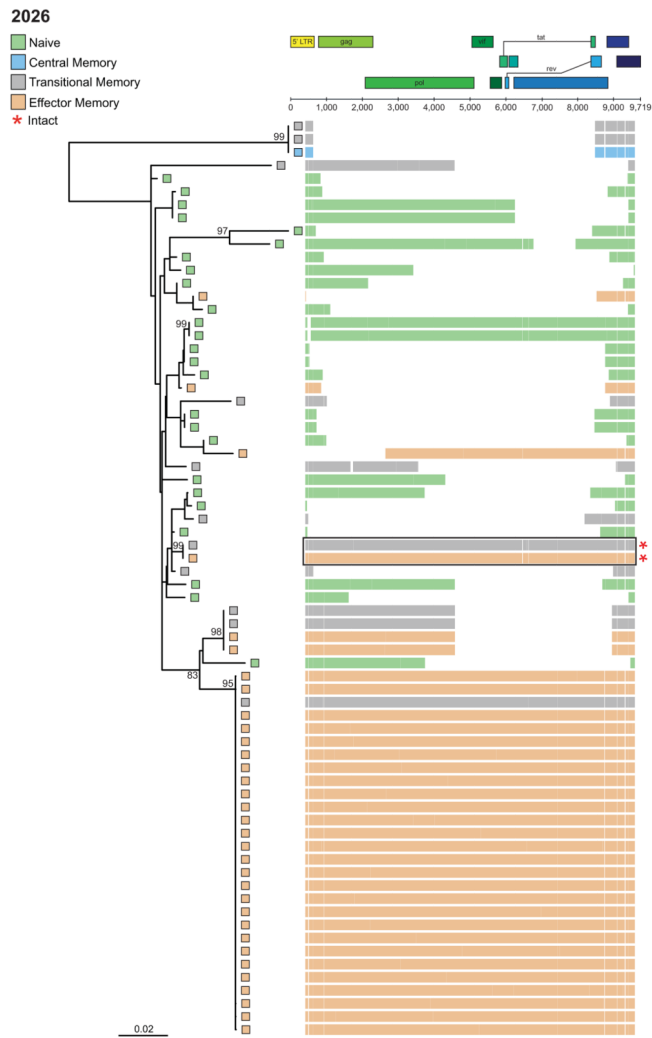 2026
Naive
Central Memory
Transitional Memory
Effector Memory
* Intact
5' LTR
gag
vif
tat
rev
pol
0 1,000 2,000 3,000 4,000 5,000 6,000 7,000 8,000 9,000 9,719
99
97
99
99
98
83
95
0.02